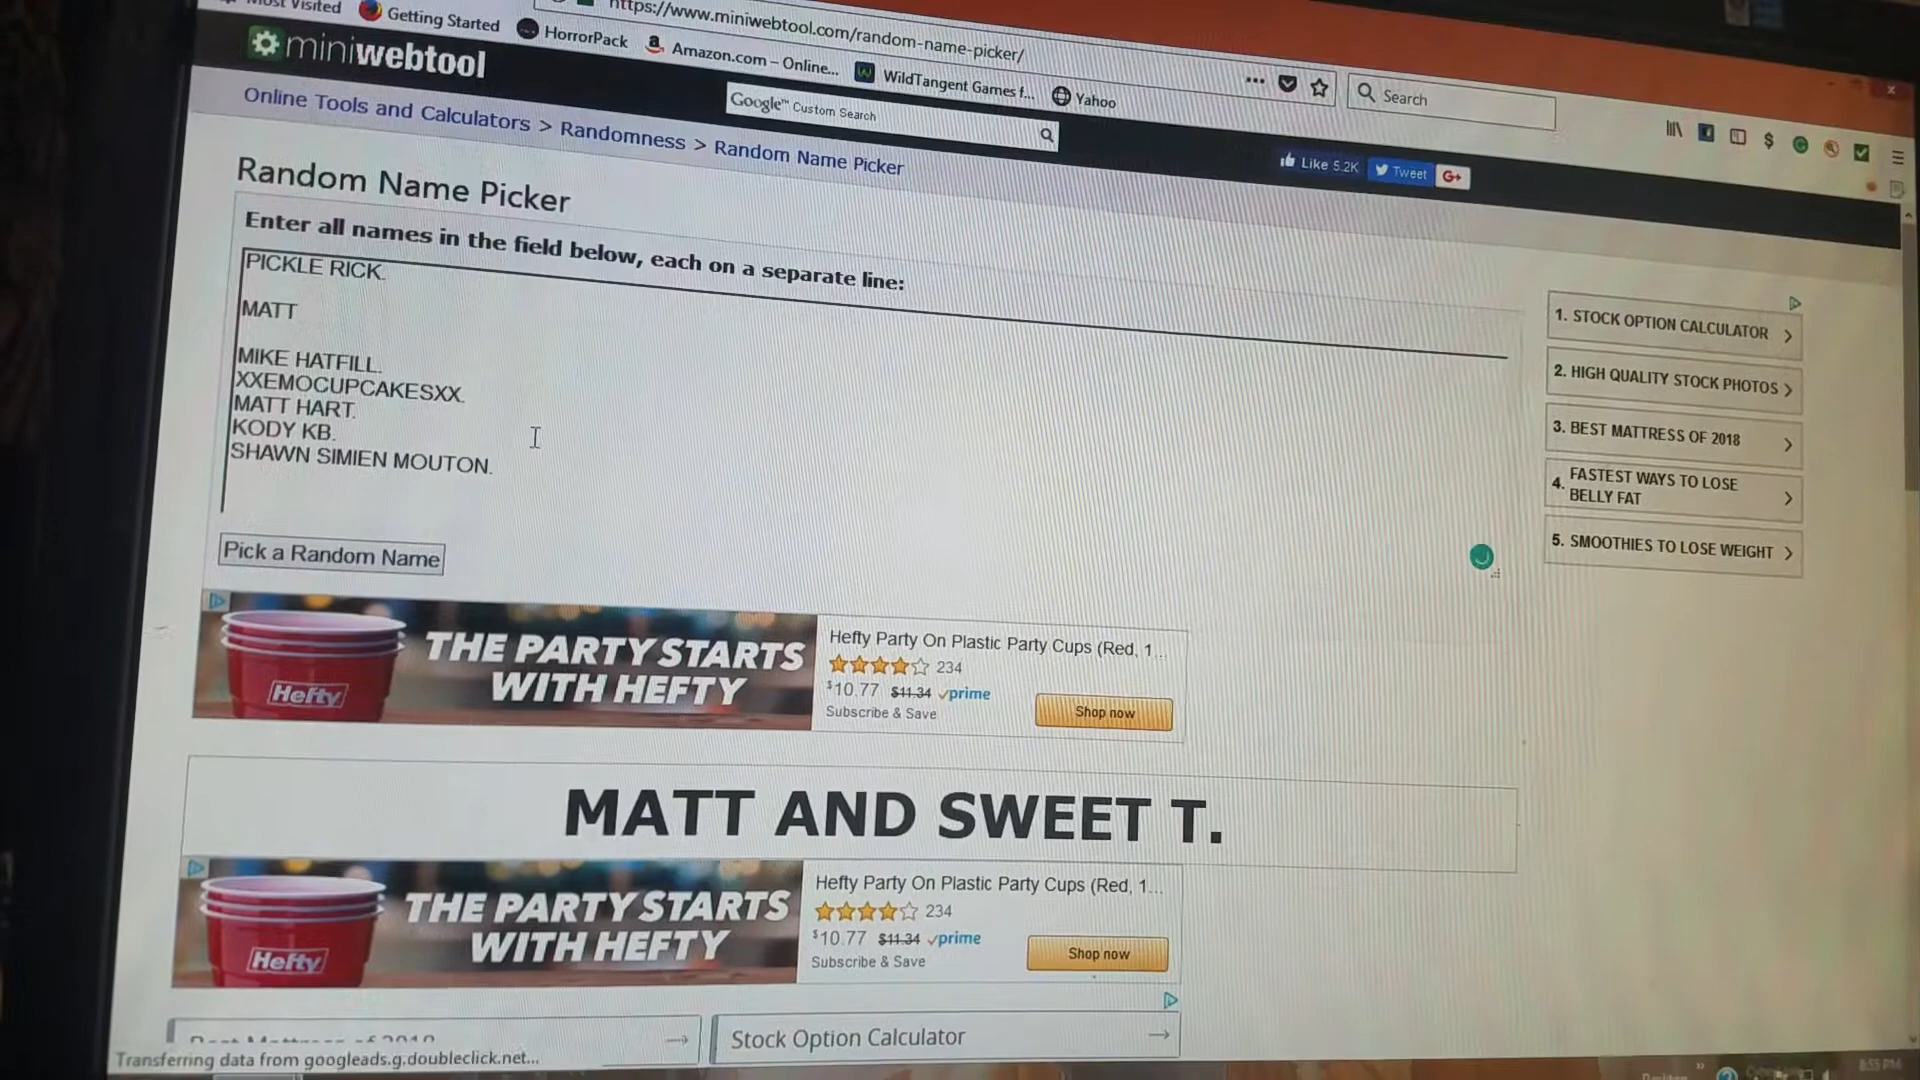 Most Visited
Getting Started
HorrorPack
Amazon.com – Online...
WildTangent Games f...
Yahoo
https://www.miniwebtool.com/random-name-picker/
Search
miniwebtool
Google™ Custom Search
Online Tools and Calculators > Randomness > Random Name Picker
Like 5.2K
Tweet
G+
Random Name Picker
Enter all names in the field below, each on a separate line:
PICKLE RICK.
MATT
MIKE HATFILL.
XXEMOCUPCAKESXX.
MATT HART.
KODY KB.
SHAWN SIMIEN MOUTON.
Pick a Random Name
1. STOCK OPTION CALCULATOR
2. HIGH QUALITY STOCK PHOTOS
3. BEST MATTRESS OF 2018
4. FASTEST WAYS TO LOSE
BELLY FAT
5. SMOOTHIES TO LOSE WEIGHT
Hefty
THE PARTY STARTS
WITH HEFTY
Hefty Party On Plastic Party Cups (Red, 1...
234
$10.77 $11.34 prime
Subscribe & Save
Shop now
MATT AND SWEET T.
Hefty
THE PARTY STARTS
WITH HEFTY
Hefty Party On Plastic Party Cups (Red, 1...
234
$10.77 $11.34 prime
Subscribe & Save
Shop now
Stock Option Calculator
Transferring data from googleads.g.doubleclick.net...
8:55 PM